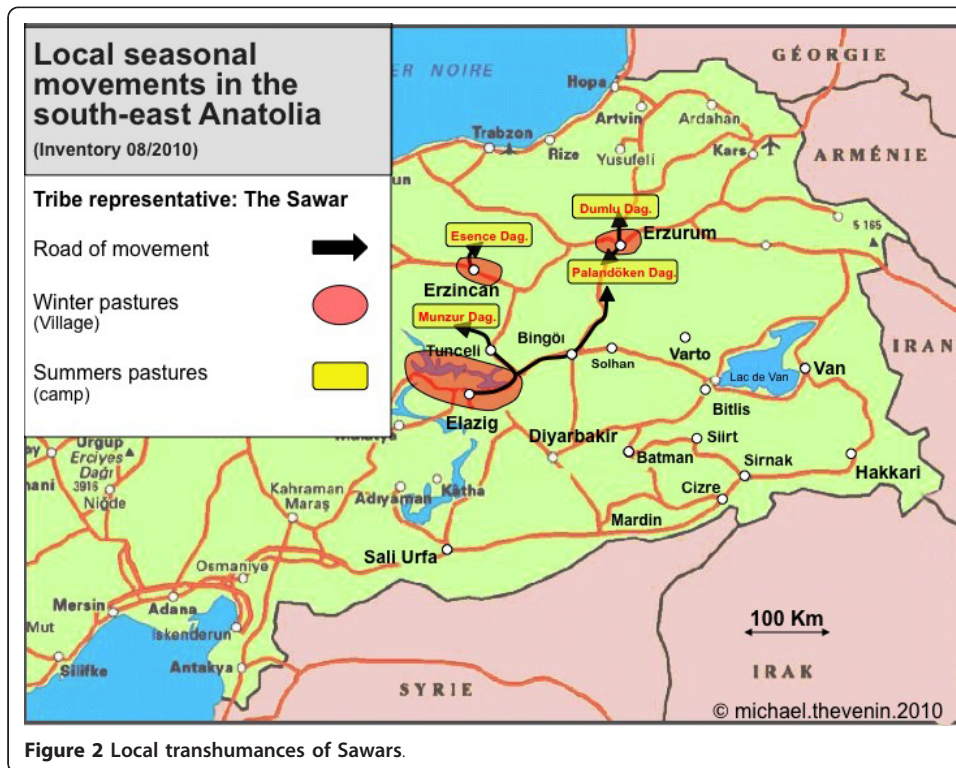 Local seasonal
movements in the
south-east Anatolia
(Inventory 08/2010)
Tribe representative: The Sawar
Road of movement
Winter pastures
(Village)
Summers pastures
(camp)
ER NOIRE
GÉORGIE
Hopa
Artvin
Ardahan
Trabzon
Rize
Yusufeli
Kars
ARMÉNIE
un
Dumlu Dag.
Esence Dag.
Erzurum
5 165
Palandöken Dag.
Erzincan
Munzur Dag.
Bingöı
Tunceli
Solhan
Varto
IRAN
Lac de Van
Van
Elazig
Bitlis
Malatya
Diyarbakir
Siirt
Urgup
Erciyes
Dağı
3916
Niğde
Batman
Sirnak
Hakkari
Kahraman
Maraş
Adıyaman
Kâtha
Cizre
Mardin
Sali Urfa
Osmaniye
Mersin
Adana
100 Km
Mut
Iskenderun
Silifke
Antakya
SYRIE
IRAK
© michael.thevenin.2010
Figure 2 Local transhumances of Sawars.